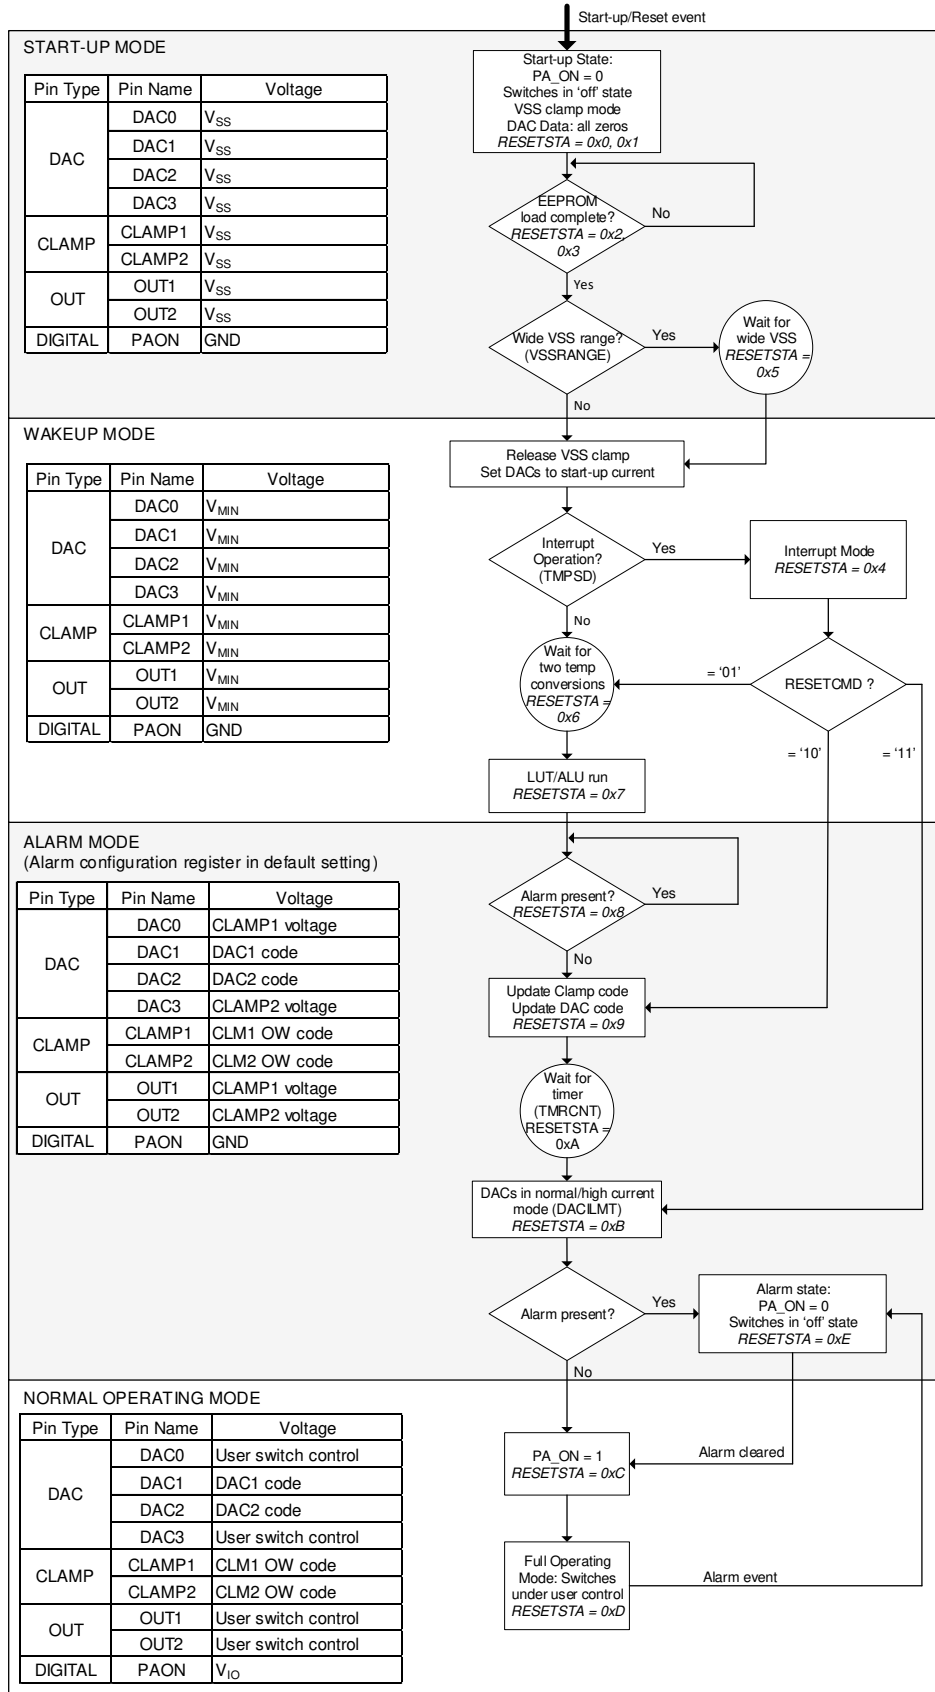 Start-up/Reset event
START-UP MODE
Pin Type Pin Name Voltage
DAC
DAC0 VSS
DAC1 VSS
DAC2 VSS
DAC3 VSS
CLAMP
CLAMP1 VSS
CLAMP2 VSS
OUT
OUT1 VSS
OUT2 VSS
DIGITAL PAON GND
Start-up State:
PA_ON = 0
Switches in ‘off’ state
VSS clamp mode
DAC Data: all zeros
RESETSTA = 0x0, 0x1
EEPROM
load complete?
RESETSTA = 0x2,
0x3
No
Yes
Wide VSS range?
(VSSRANGE)
Yes
Wait for
wide VSS
RESETSTA =
0x5
No
WAKEUP MODE
Pin Type Pin Name Voltage
DAC
DAC0 VMIN
DAC1 VMIN
DAC2 VMIN
DAC3 VMIN
CLAMP
CLAMP1 VMIN
CLAMP2 VMIN
OUT
OUT1 VMIN
OUT2 VMIN
DIGITAL PAON GND
Release VSS clamp
Set DACs to start-up current
Interrupt
Operation?
(TMPSD)
Yes
Interrupt Mode
RESETSTA = 0x4
No
Wait for
two temp
conversions
RESETSTA =
0x6
= ‘01’
RESETCMD ?
= ‘10’
= ‘11’
LUT/ALU run
RESETSTA = 0x7
ALARM MODE
(Alarm configuration register in default setting)
Pin Type Pin Name Voltage
DAC
DAC0 CLAMP1 voltage
DAC1 DAC1 code
DAC2 DAC2 code
DAC3 CLAMP2 voltage
CLAMP
CLAMP1 CLM1 OW code
CLAMP2 CLM2 OW code
OUT
OUT1 CLAMP1 voltage
OUT2 CLAMP2 voltage
DIGITAL PAON GND
Alarm present?
RESETSTA = 0x8
Yes
No
Update Clamp code
Update DAC code
RESETSTA = 0x9
Wait for
timer
(TMRCNT)
RESETSTA =
0xA
DACs in normal/high current
mode (DACILMT)
RESETSTA = 0xB
Alarm present?
Yes
Alarm state:
PA_ON = 0
Switches in ‘off’ state
RESETSTA = 0xE
No
NORMAL OPERATING MODE
Pin Type Pin Name Voltage
DAC
DAC0 User switch control
DAC1 DAC1 code
DAC2 DAC2 code
DAC3 User switch control
CLAMP
CLAMP1 CLM1 OW code
CLAMP2 CLM2 OW code
OUT
OUT1 User switch control
OUT2 User switch control
DIGITAL PAON VIO
PA_ON = 1
RESETSTA = 0xC
Alarm cleared
Full Operating
Mode: Switches
under user control
RESETSTA = 0xD
Alarm event